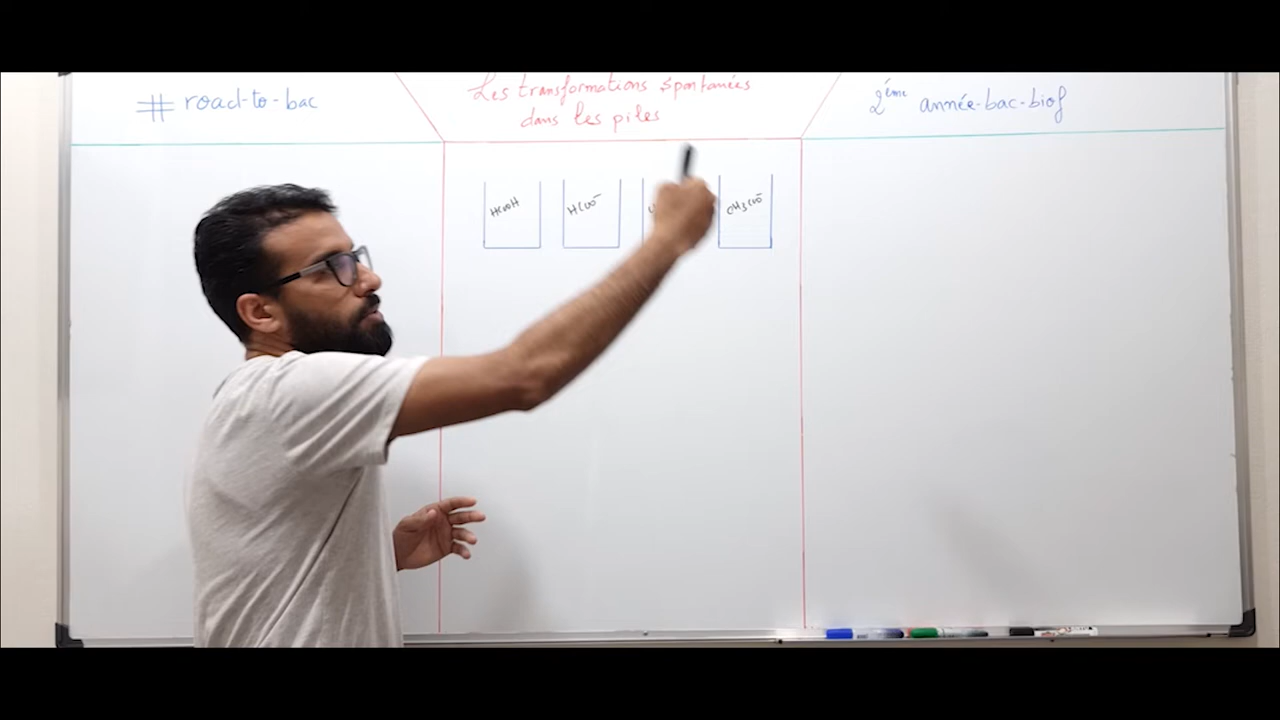 # road-to-bac
Les transformations spontanées
dans les piles
2ème année-bac-biof
HCOOH
HCOO⁻
CH₃COO⁻